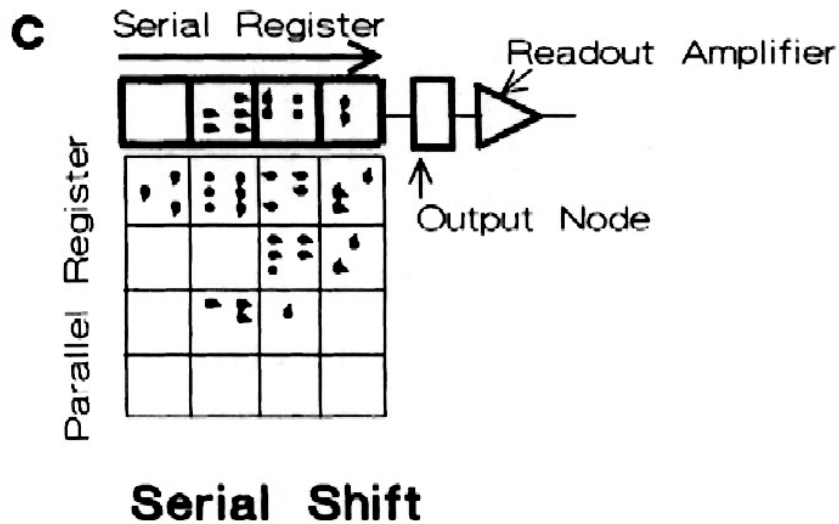 c
Serial Register
Readout Amplifier
Output Node
Parallel Register
Serial Shift